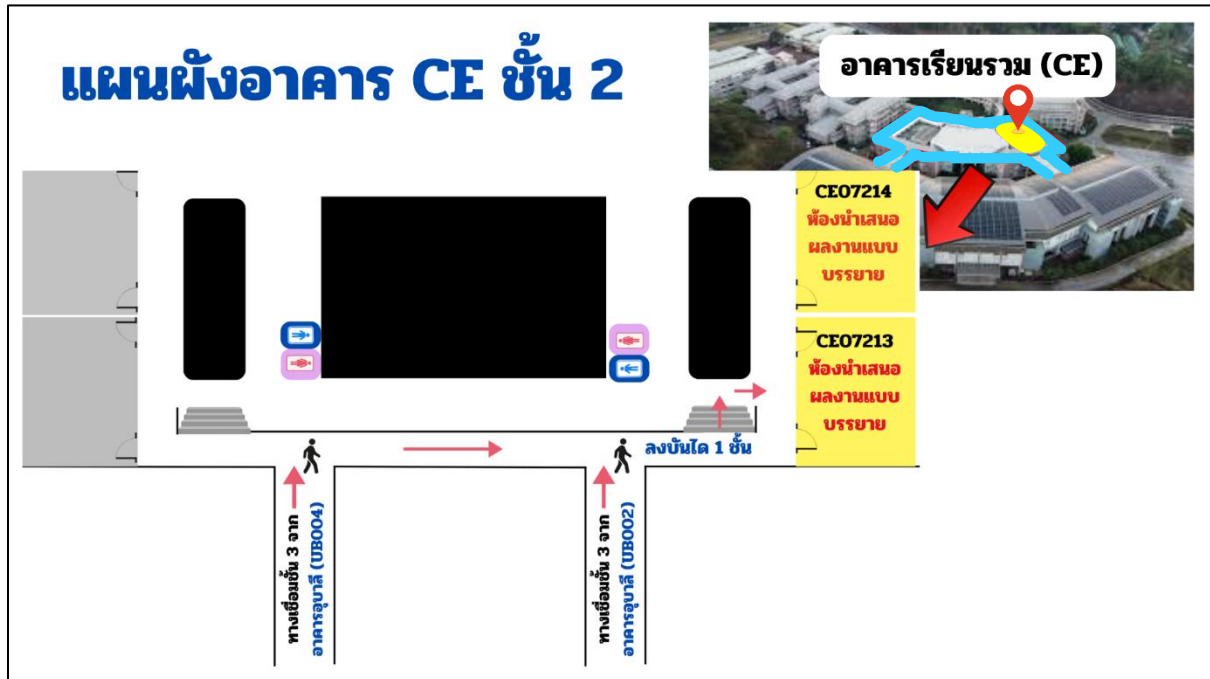 แผนผังอาคาร CE ชั้น 2
อาคารเรียนรวม (CE)
CE07214
ห้องนำเสนอ
ผลงานแบบ
บรรยาย
CE07213
ห้องนำเสนอ
ผลงานแบบ
บรรยาย
ลงบันได 1 ชั้น
ทางเชื่อมชั้น 3 จาก
อาคารอุบาลี (UB004)
ทางเชื่อมชั้น 3 จาก
อาคารอุบาลี (UB002)